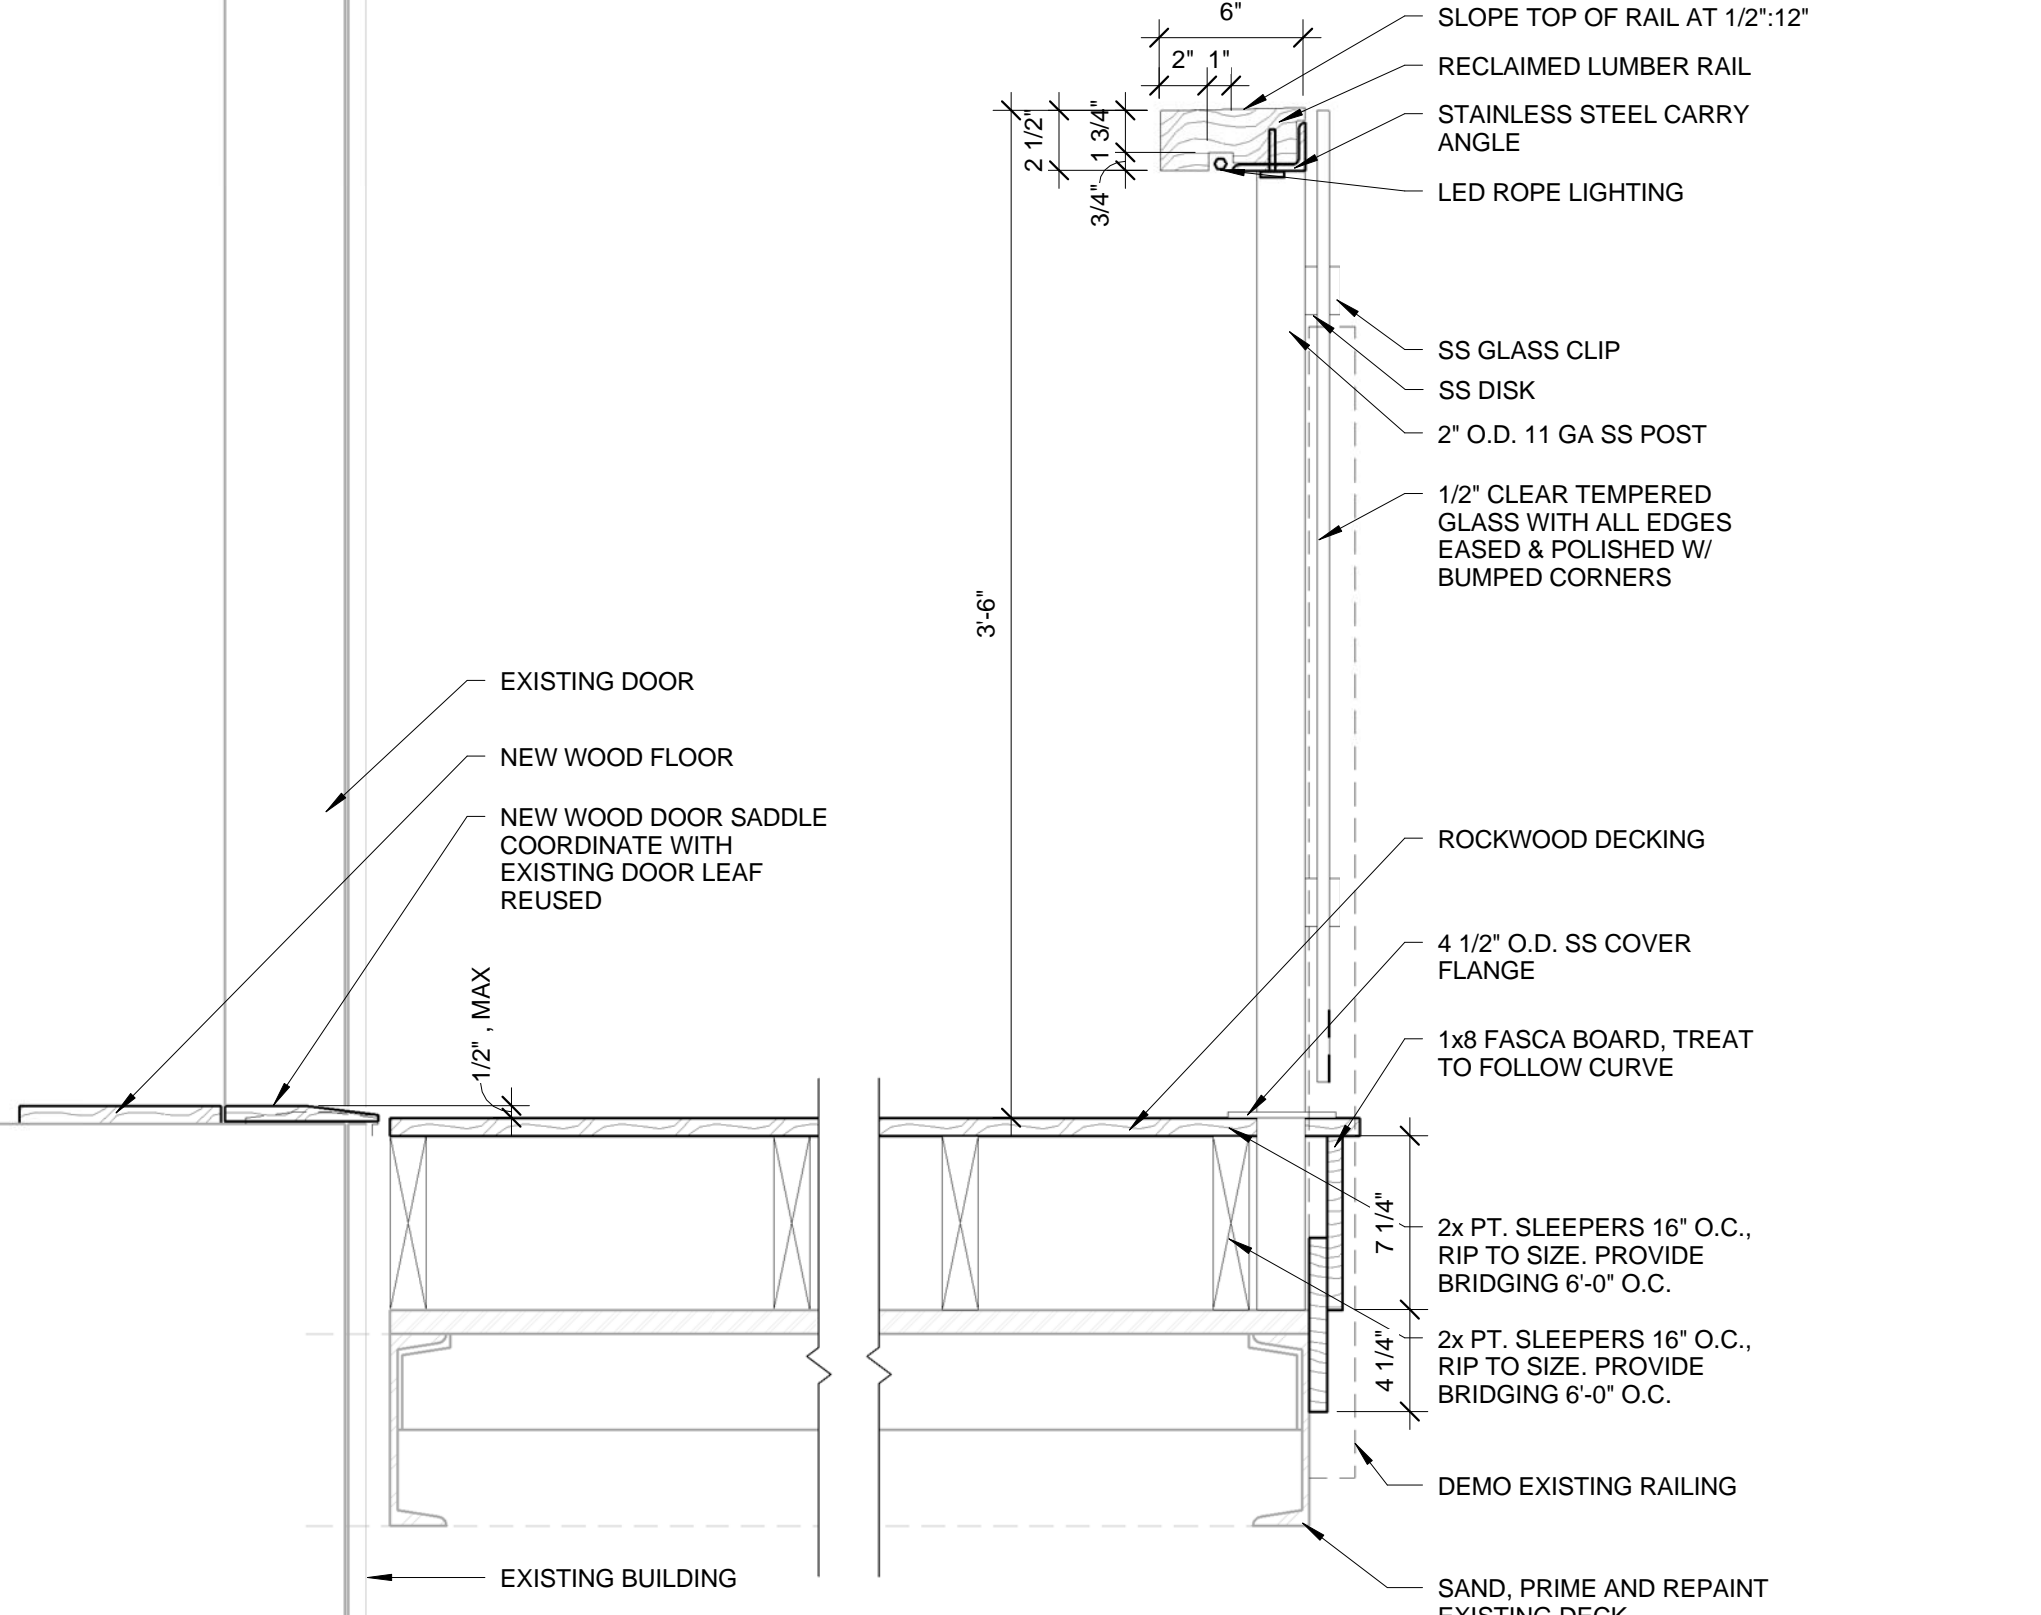 6"
SLOPE TOP OF RAIL AT 1/2":12"
2"
1"
RECLAIMED LUMBER RAIL
2 1/2"
1 3/4"
3/4"
STAINLESS STEEL CARRY
ANGLE
LED ROPE LIGHTING
SS GLASS CLIP
SS DISK
2" O.D. 11 GA SS POST
1/2" CLEAR TEMPERED
GLASS WITH ALL EDGES
EASED & POLISHED W/
BUMPED CORNERS
3'-6"
EXISTING DOOR
NEW WOOD FLOOR
NEW WOOD DOOR SADDLE
COORDINATE WITH
EXISTING DOOR LEAF
REUSED
1/2" , MAX
ROCKWOOD DECKING
4 1/2" O.D. SS COVER
FLANGE
1x8 FASCA BOARD, TREAT
TO FOLLOW CURVE
7 1/4"
2x PT. SLEEPERS 16" O.C.,
RIP TO SIZE. PROVIDE
BRIDGING 6'-0" O.C.
4 1/4"
2x PT. SLEEPERS 16" O.C.,
RIP TO SIZE. PROVIDE
BRIDGING 6'-0" O.C.
DEMO EXISTING RAILING
EXISTING BUILDING
SAND, PRIME AND REPAINT
EXISTING DECK